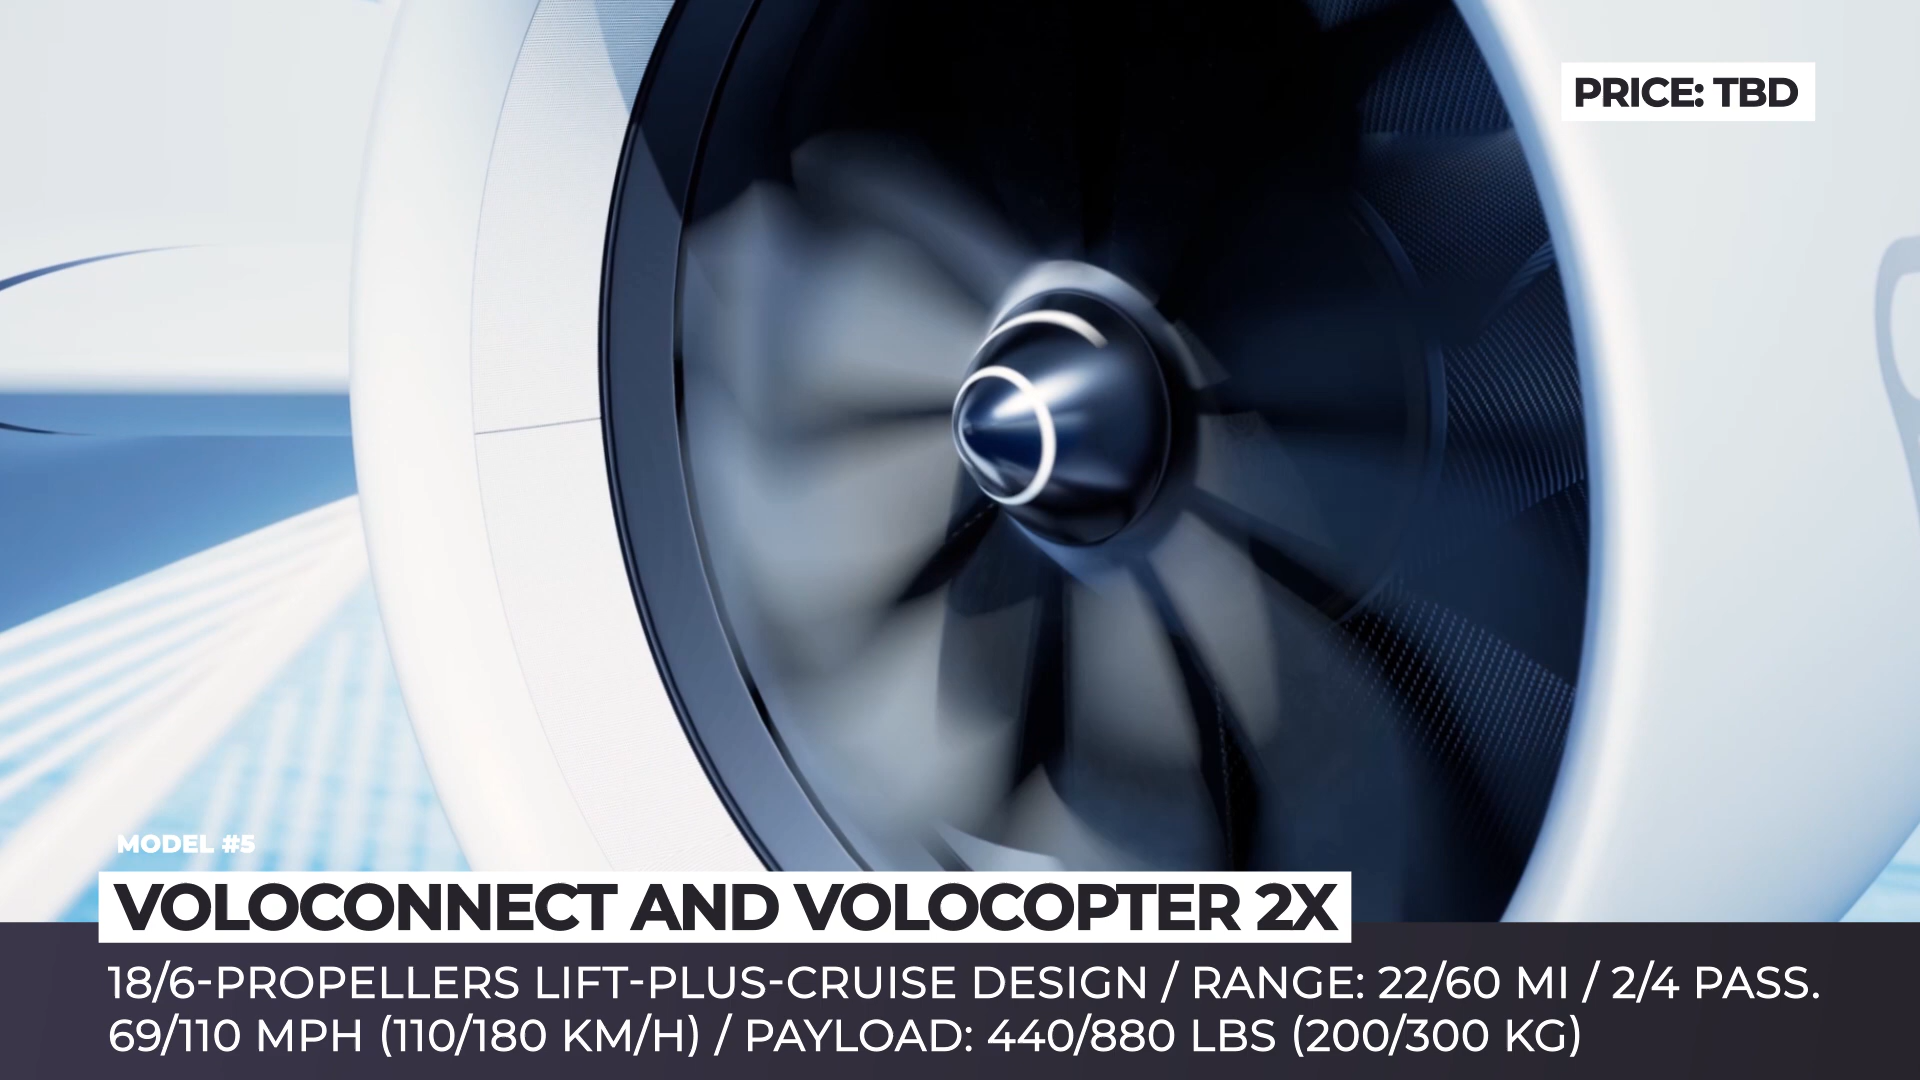 PRICE: TBD
MODEL #5
VOLOCONNECT AND VOLOCOPTER 2X
18/6-PROPELLERS LIFT-PLUS-CRUISE DESIGN / RANGE: 22/60 MI / 2/4 PASS.
69/110 MPH (110/180 KM/H) / PAYLOAD: 440/880 LBS (200/300 KG)